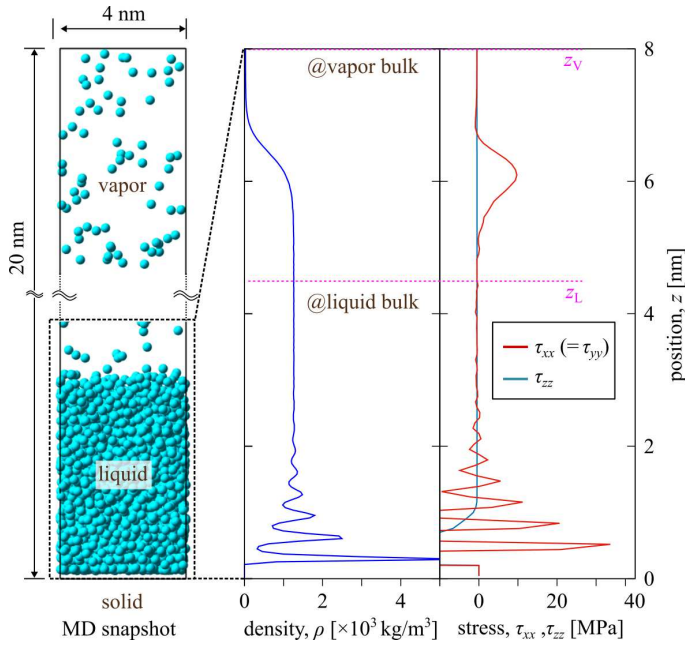 4 nm
20 nm
vapor
liquid
solid
MD snapshot
@vapor bulk
@liquid bulk
0 2 4
density, ρ [×10³ kg/m³]
z_V
z_L
τ_xx (= τ_yy)
τ_zz
0 20 40
stress, τ_xx ,τ_zz [MPa]
8
6
4
2
0
position, z [nm]